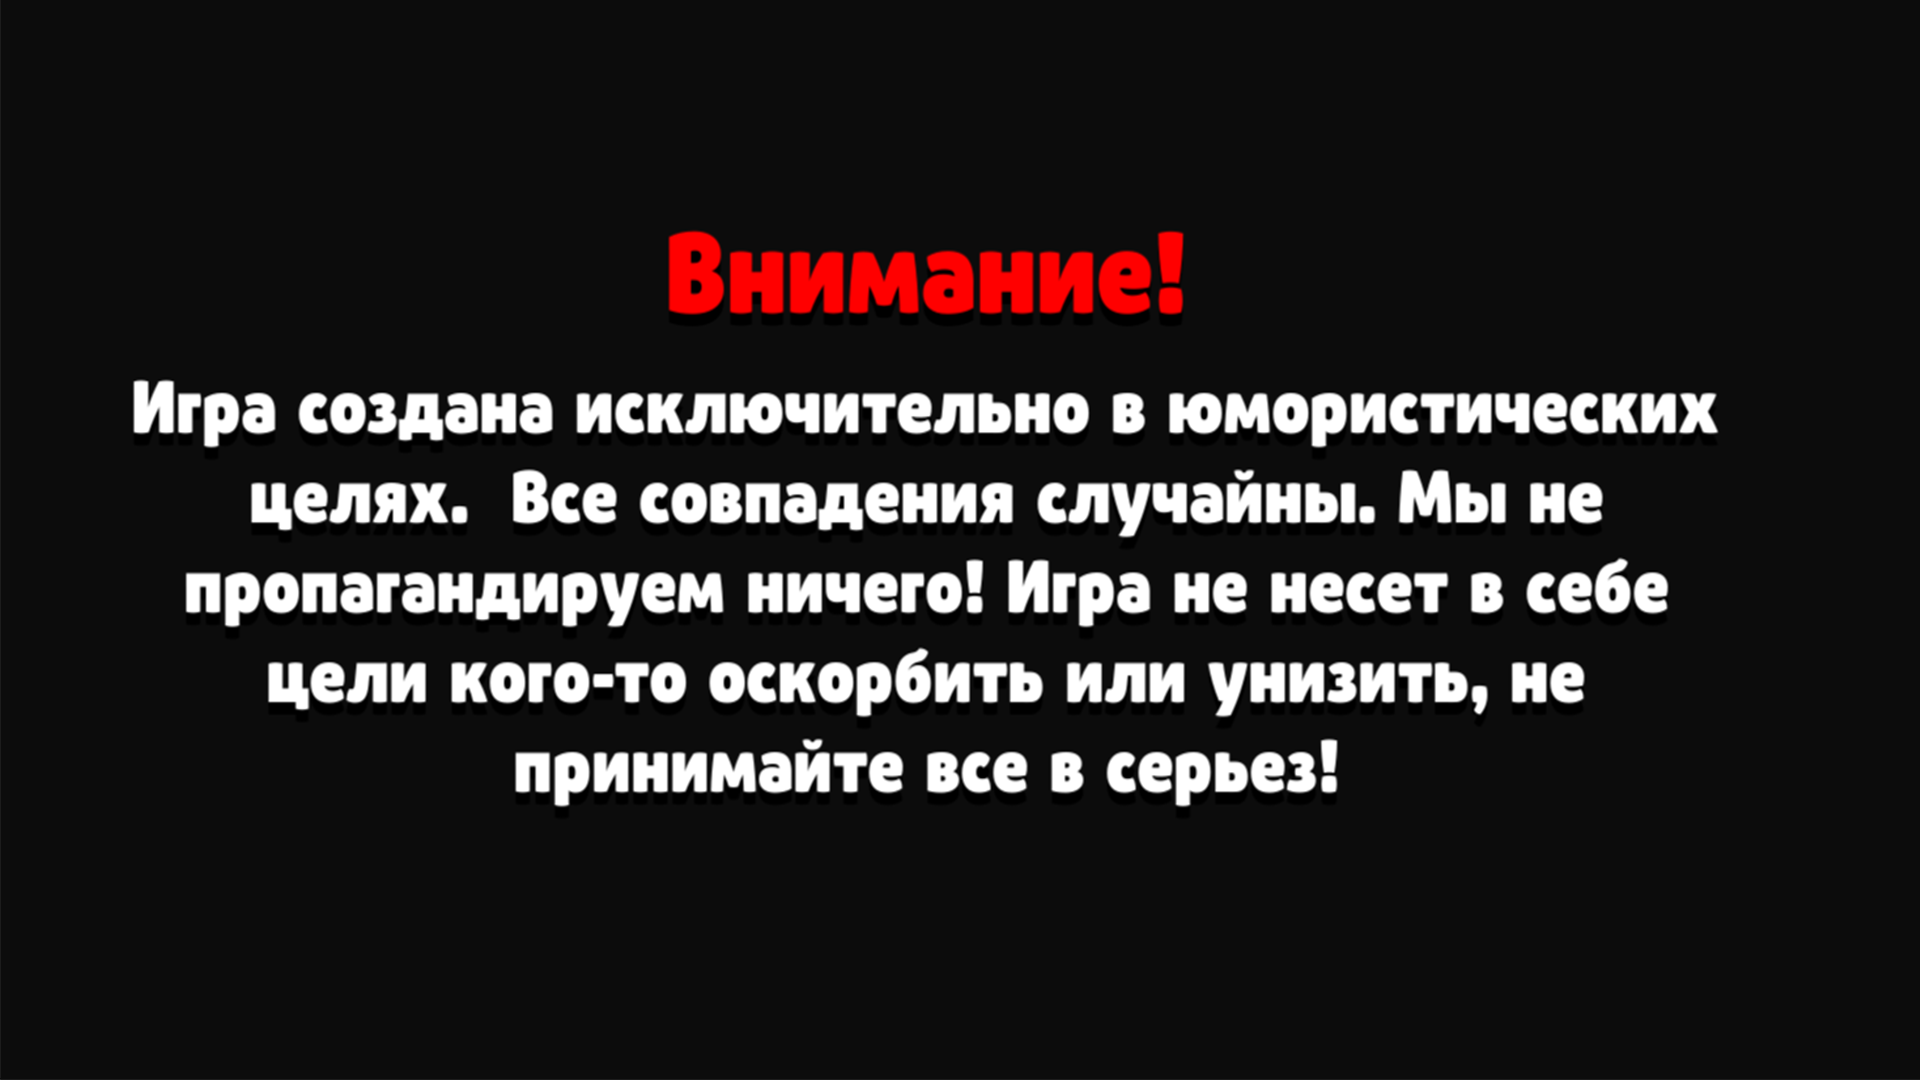 Внимание!
Игра создана исключительно в юмористических
целях.  Все совпадения случайны. Мы не
пропагандируем ничего! Игра не несет в себе
цели кого-то оскорбить или унизить, не
принимайте все в серьез!